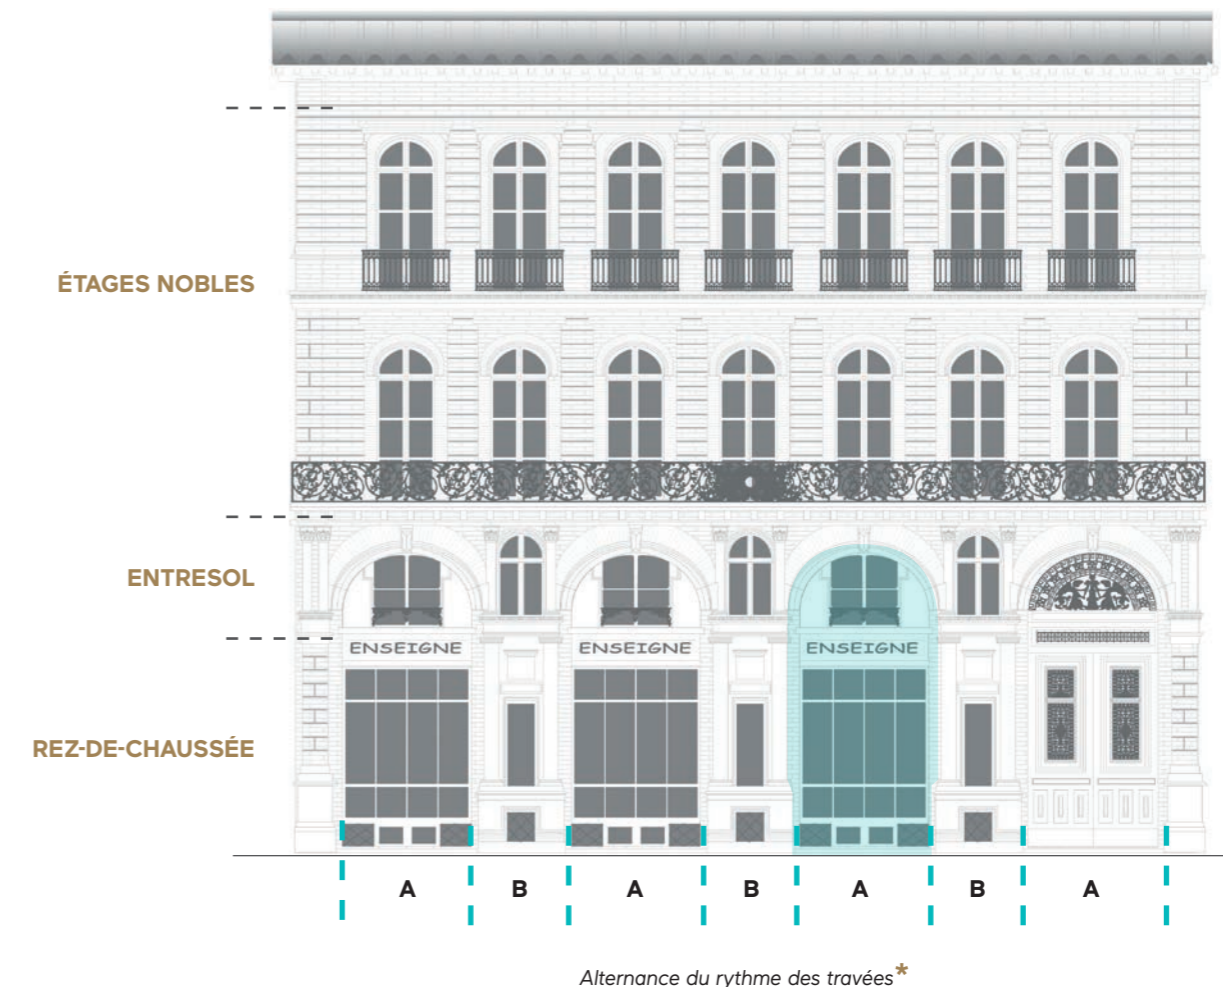 ÉTAGES NOBLES
ENTRESOL
ENSEIGNE ENSEIGNE ENSEIGNE
REZ-DE-CHAUSSÉE
A B A B A B A
Alternance du rythme des travées*